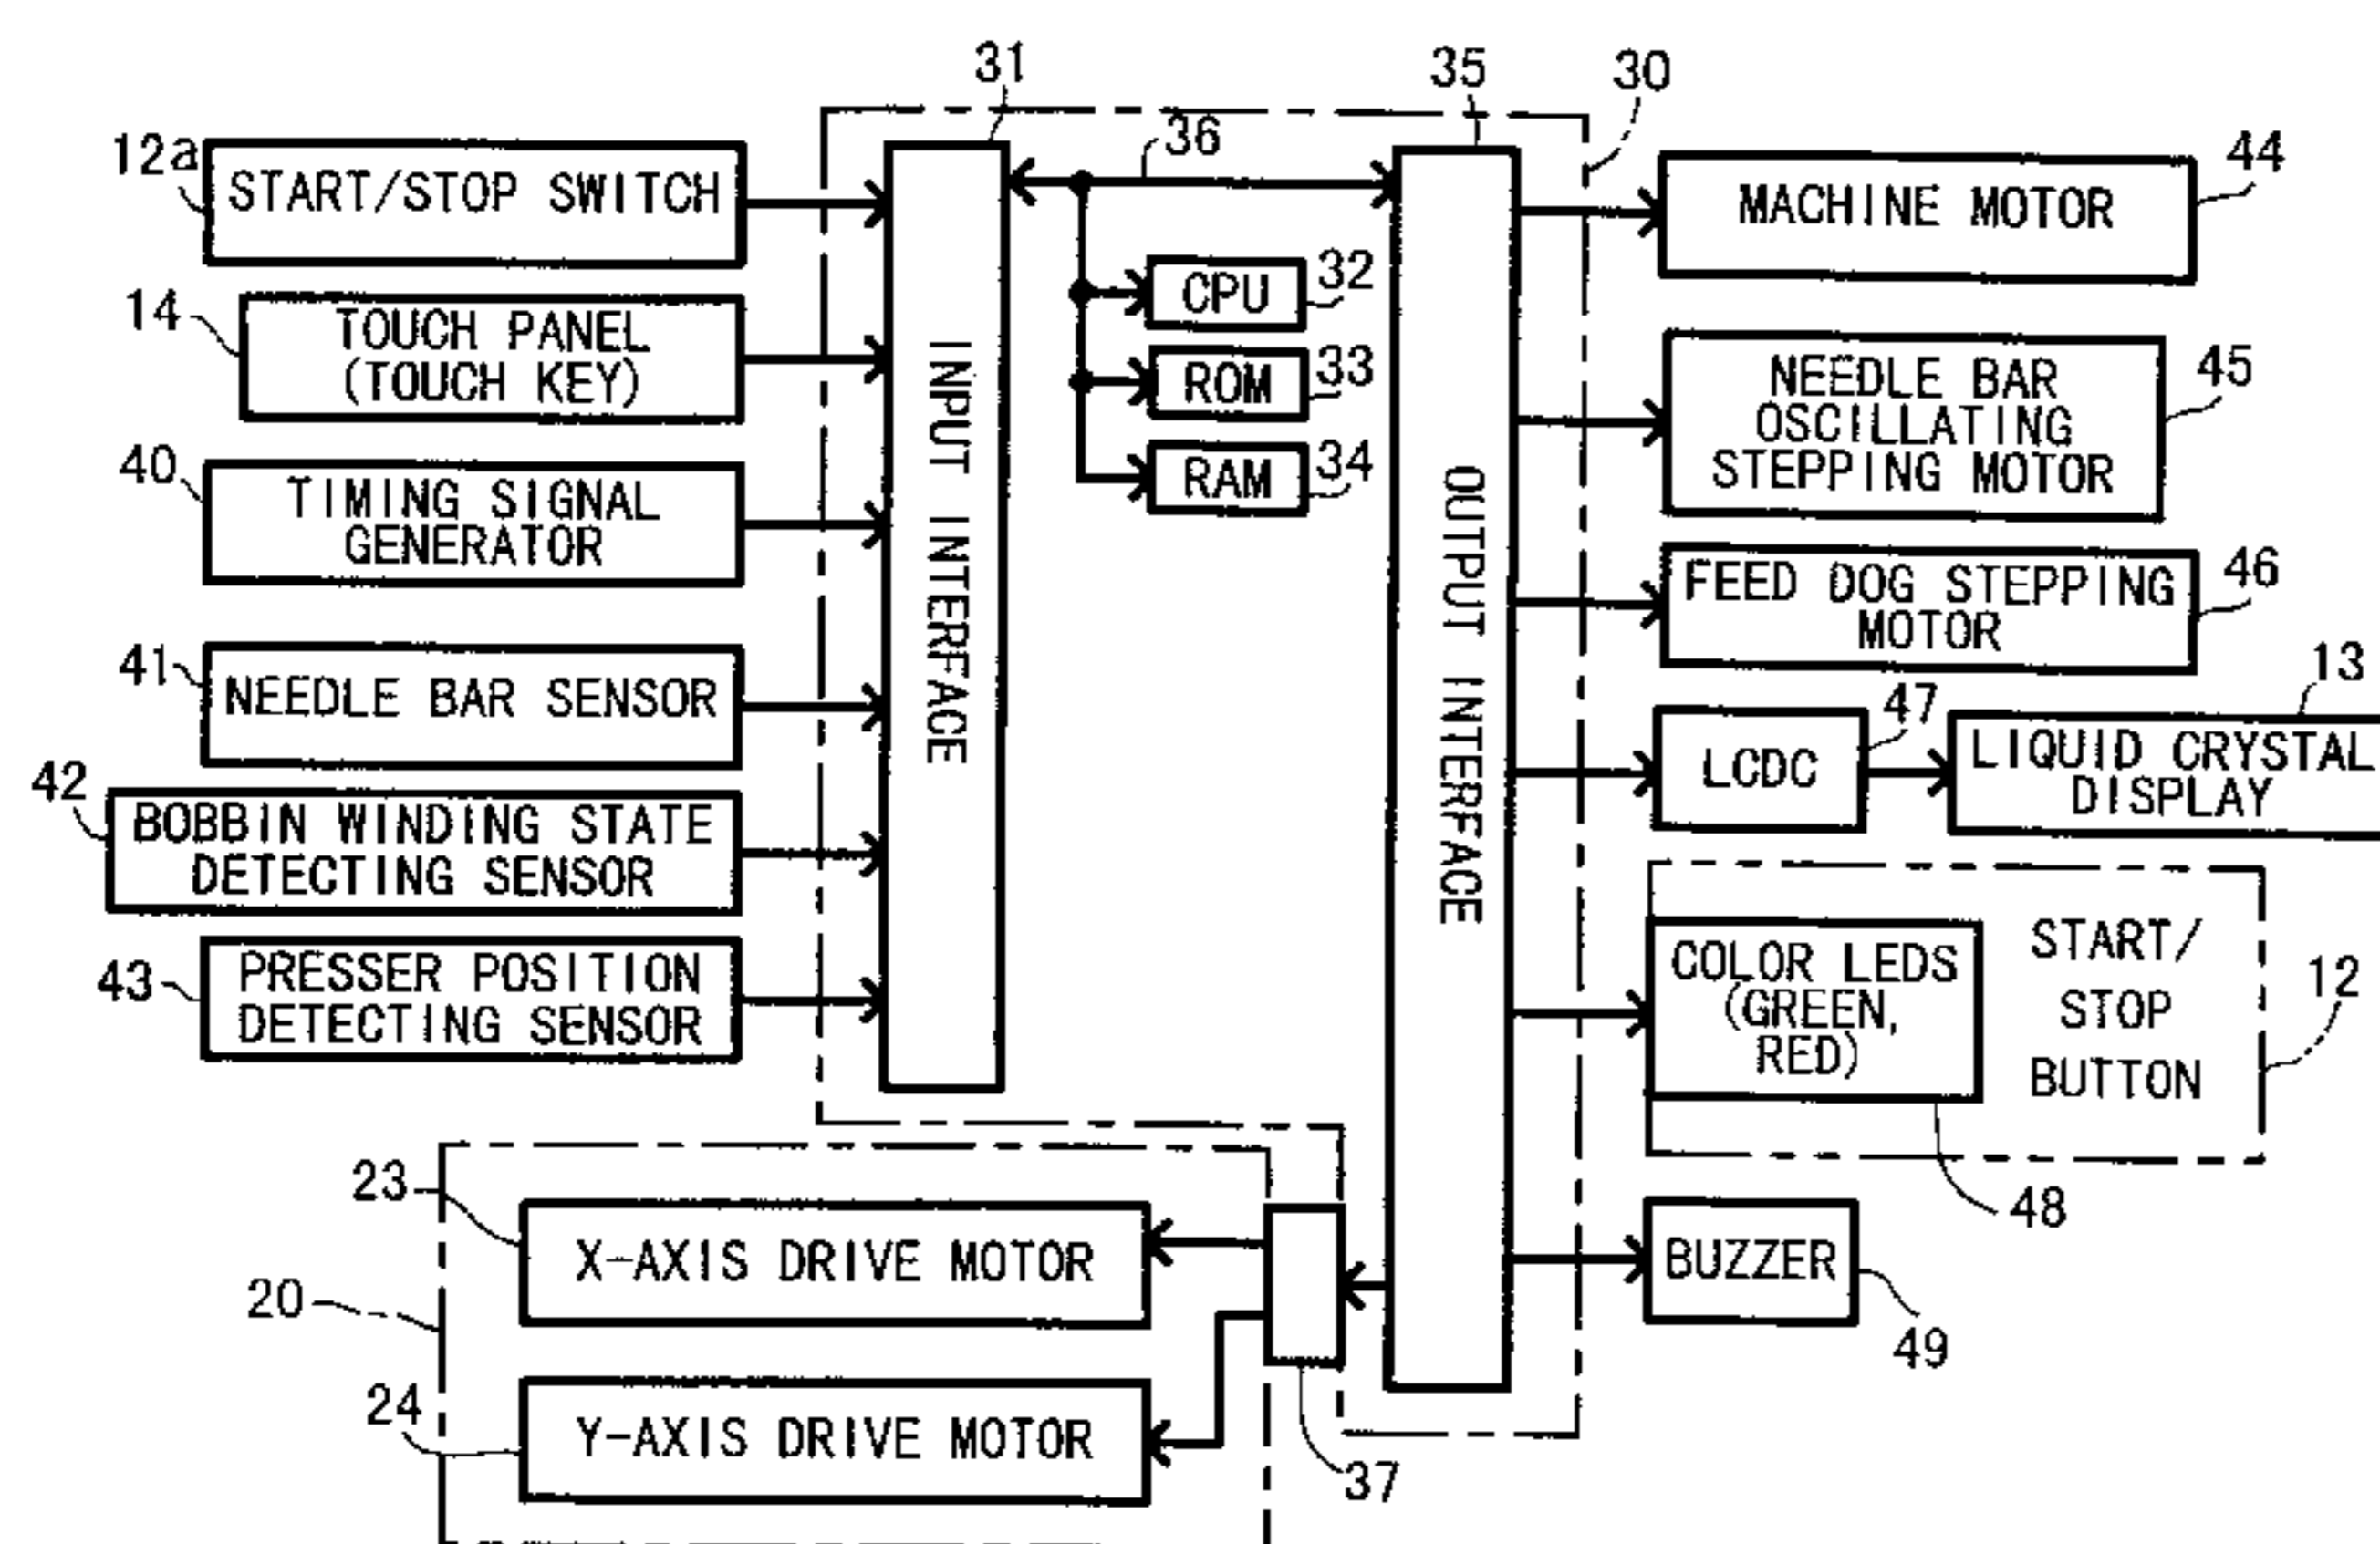 31
35
30
36
12a
START/STOP SWITCH
44
MACHINE MOTOR
14
TOUCH PANEL
(TOUCH KEY)
CPU
32
ROM
33
RAM
34
45
NEEDLE BAR
OSCILLATING
STEPPING MOTOR
40
TIMING SIGNAL
GENERATOR
INPUT INTERFACE
OUTPUT INTERFACE
46
FEED DOG STEPPING
MOTOR
41
NEEDLE BAR SENSOR
47
LCDC
13
LIQUID CRYSTAL
DISPLAY
42
BOBBIN WINDING STATE
DETECTING SENSOR
43
PRESSER POSITION
DETECTING SENSOR
COLOR LEDS
(GREEN,
RED)
START/
STOP
BUTTON
12
48
23
X-AXIS DRIVE MOTOR
20
BUZZER
49
24
Y-AXIS DRIVE MOTOR
37